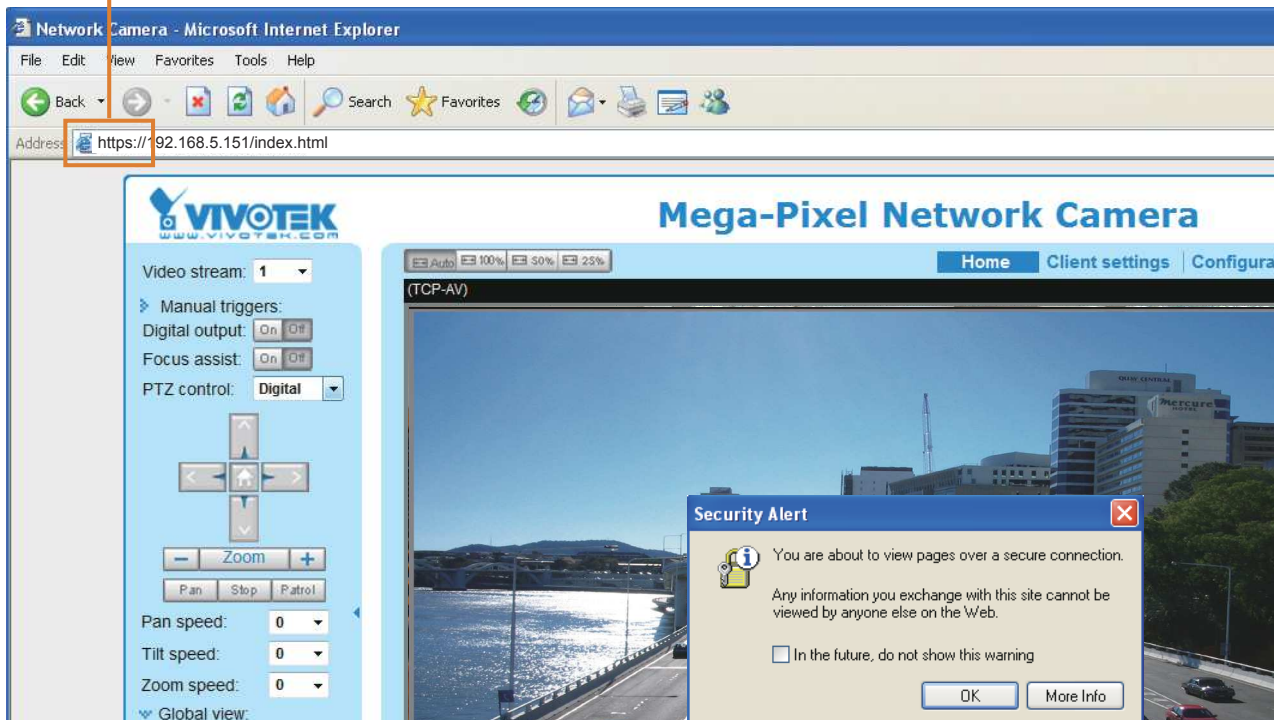 Network Camera - Microsoft Internet Explorer
File Edit View Favorites Tools Help
Back Search Favorites
Address https://192.168.5.151/index.html
VIVOTEK
www.vivotek.com
Mega-Pixel Network Camera
Auto 100% 50% 25%
Home Client settings Configura
(TCP-AV)
Video stream: 1
Manual triggers:
Digital output: On Off
Focus assist: On Off
PTZ control: Digital
Zoom
Pan Stop Patrol
Pan speed: 0
Tilt speed: 0
Zoom speed: 0
Global view:
QUAY CENTRAL
Mercure
HOTEL
Security Alert
You are about to view pages over a secure connection.
Any information you exchange with this site cannot be
viewed by anyone else on the Web.
In the future, do not show this warning
OK More Info